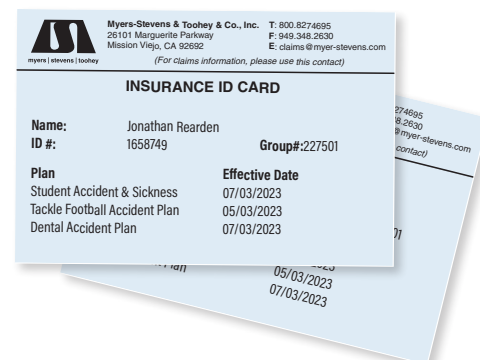 Myers-Stevens & Toohey & Co., Inc. T: 800.8274695
26101 Marguerite Parkway F: 949.348.2630
Mission Viejo, CA 92692 E: claims@myer-stevens.com
myers | stevens | toohey
(For claims information, please use this contact)
INSURANCE ID CARD
Name: Jonathan Rearden
ID #: 1658749 Group#:227501
Plan Effective Date
Student Accident & Sickness 07/03/2023
Tackle Football Accident Plan 05/03/2023
Dental Accident Plan 07/03/2023
274695
8.2630
@myer-stevens.com
contact)
01
Plan 05/03/2023
07/03/2023